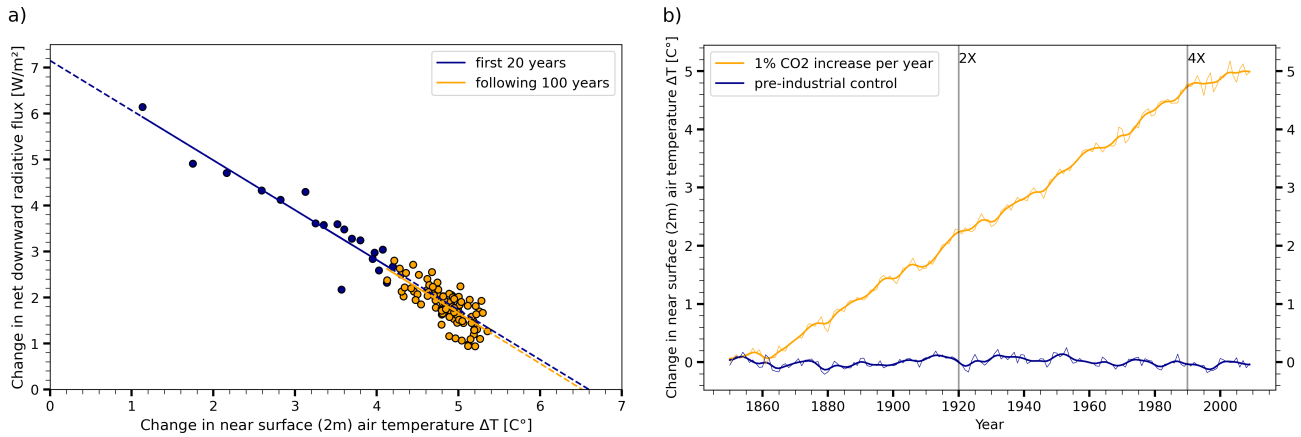 a)
Change in net downward radiative flux [W/m²]
7
6
5
4
3
2
1
0
first 20 years
following 100 years
0 1 2 3 4 5 6 7
Change in near surface (2m) air temperature ΔT [C°]
b)
Change in near surface (2m) air temperature ΔT [C°]
5
4
3
2
1
0
1% CO2 increase per year
pre-industrial control
2X
4X
5
4
3
2
1
0
1860 1880 1900 1920 1940 1960 1980 2000
Year